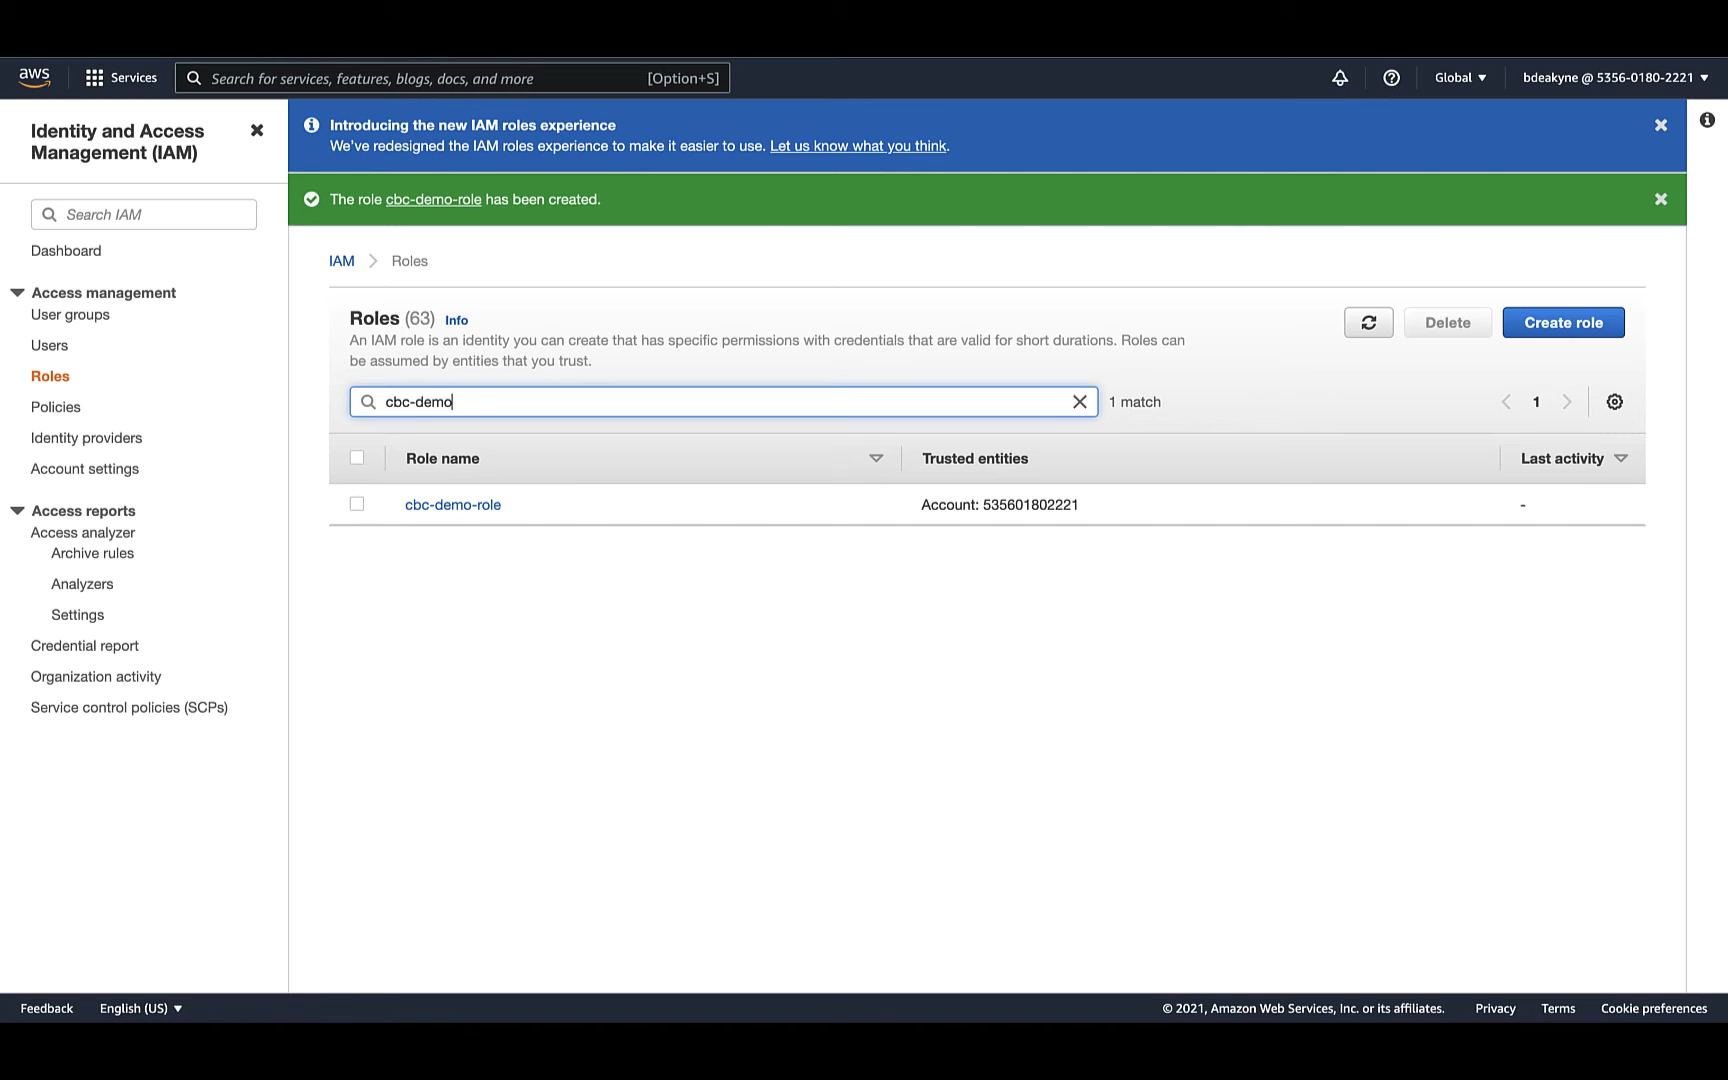 aws
Services
Search for services, features, blogs, docs, and more
[Option+S]
Global
bdeakyne @ 5356-0180-2221
Identity and Access
Management (IAM)
Search IAM
Dashboard
Access management
User groups
Users
Roles
Policies
Identity providers
Account settings
Access reports
Access analyzer
Archive rules
Analyzers
Settings
Credential report
Organization activity
Service control policies (SCPs)
Introducing the new IAM roles experience
We've redesigned the IAM roles experience to make it easier to use. Let us know what you think.
The role cbc-demo-role has been created.
IAM
Roles
Roles (63) Info
An IAM role is an identity you can create that has specific permissions with credentials that are valid for short durations. Roles can
be assumed by entities that you trust.
Delete
Create role
cbc-demo
1 match
1
Role name
Trusted entities
Last activity
cbc-demo-role
Account: 535601802221
-
Feedback
English (US)
© 2021, Amazon Web Services, Inc. or its affiliates.
Privacy
Terms
Cookie preferences